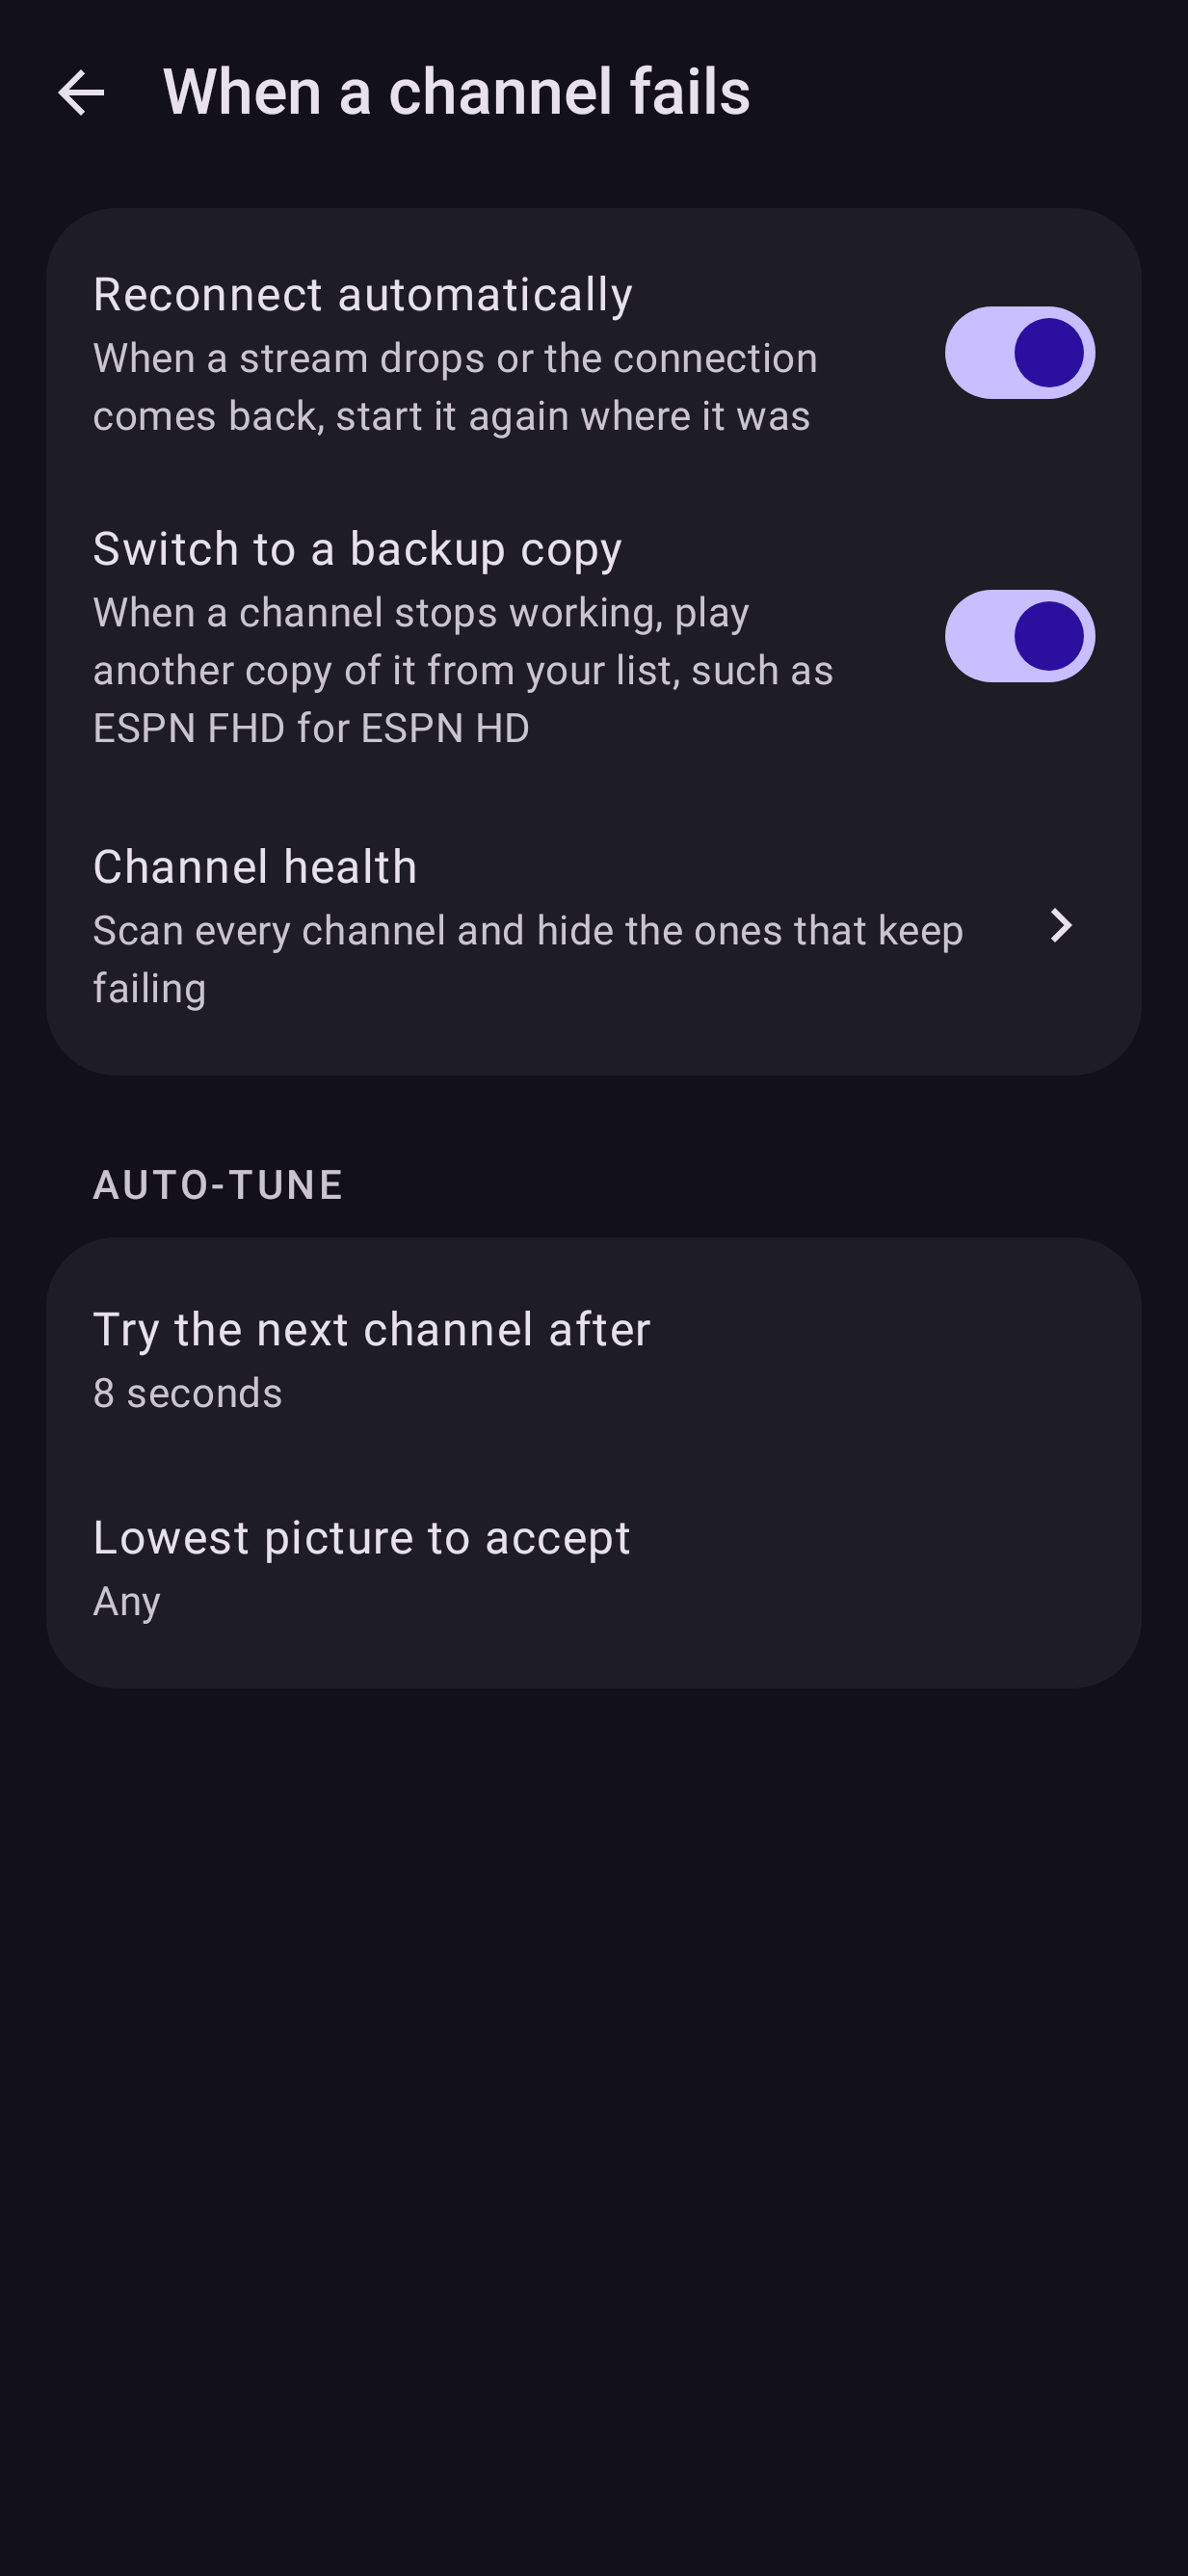 When a channel fails
Reconnect automatically
When a stream drops or the connection
comes back, start it again where it was
Switch to a backup copy
When a channel stops working, play
another copy of it from your list, such as
ESPN FHD for ESPN HD
Channel health
Scan every channel and hide the ones that keep
failing
AUTO-TUNE
Try the next channel after
8 seconds
Lowest picture to accept
Any